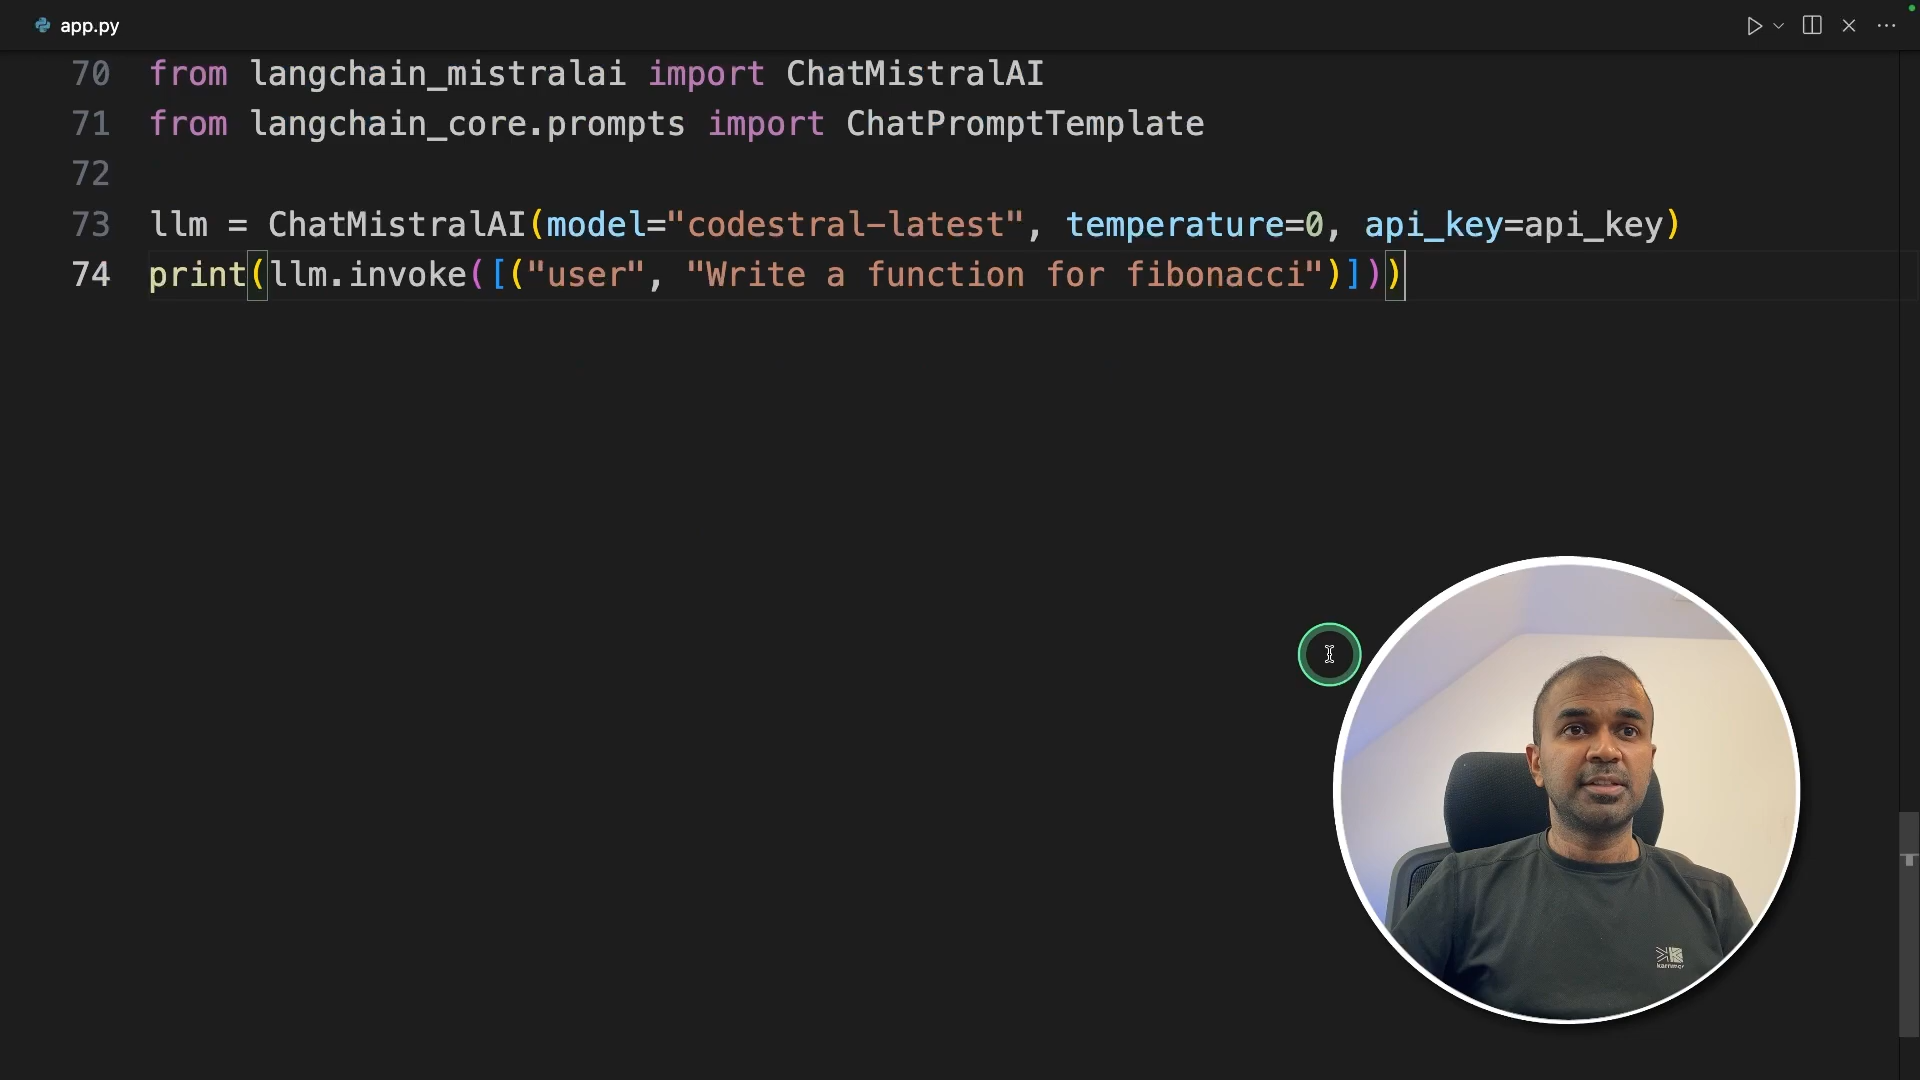 app.py
70 from langchain_mistralai import ChatMistralAI
71 from langchain_core.prompts import ChatPromptTemplate
72
73 llm = ChatMistralAI(model="codestral-latest", temperature=0, api_key=api_key)
74 print(llm.invoke([("user", "Write a function for fibonacci")]))